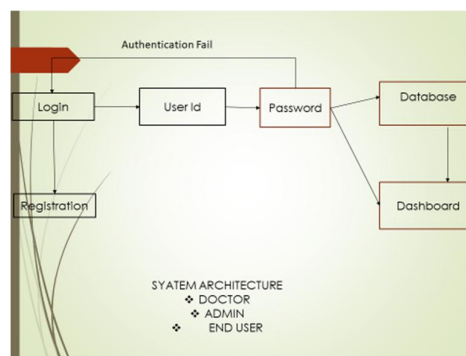 Authentication Fail
Login
User Id
Password
Database
Registration
Dashboard
SYATEM ARCHITECTURE
❖ DOCTOR
❖ ADMIN
❖ END USER